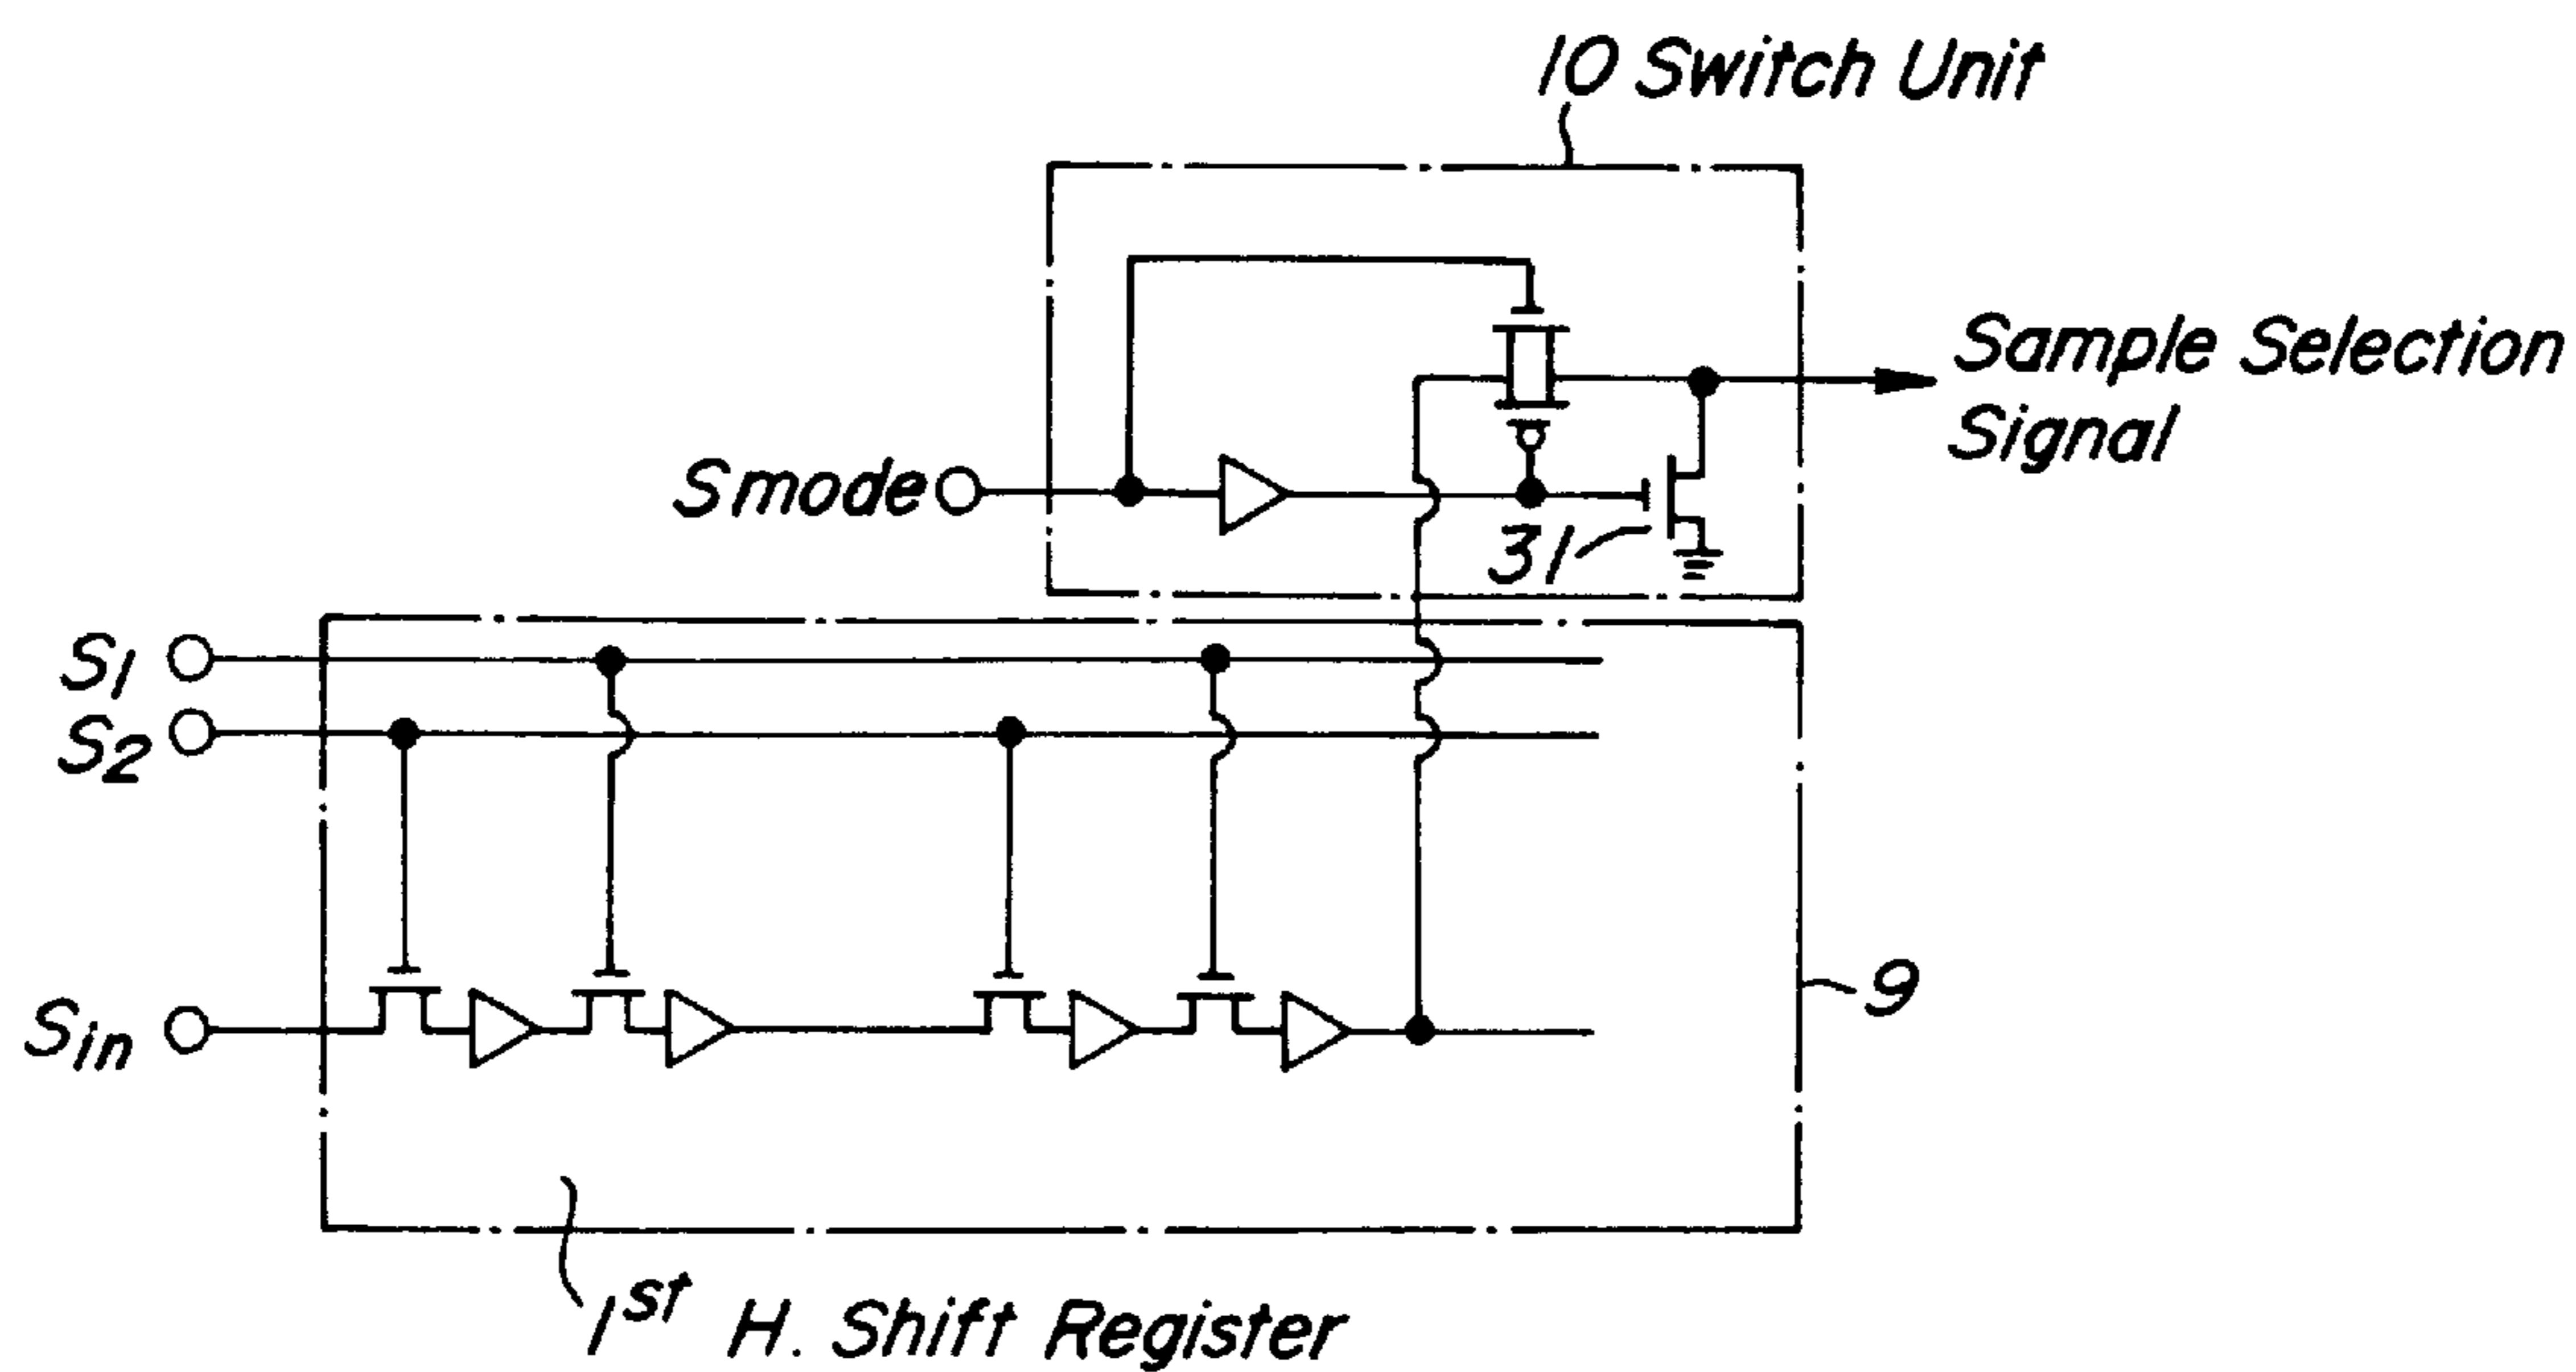 10 Switch Unit
Sample Selection
Signal
Smode
31
S1
S2
Sin
9
1st H. Shift Register